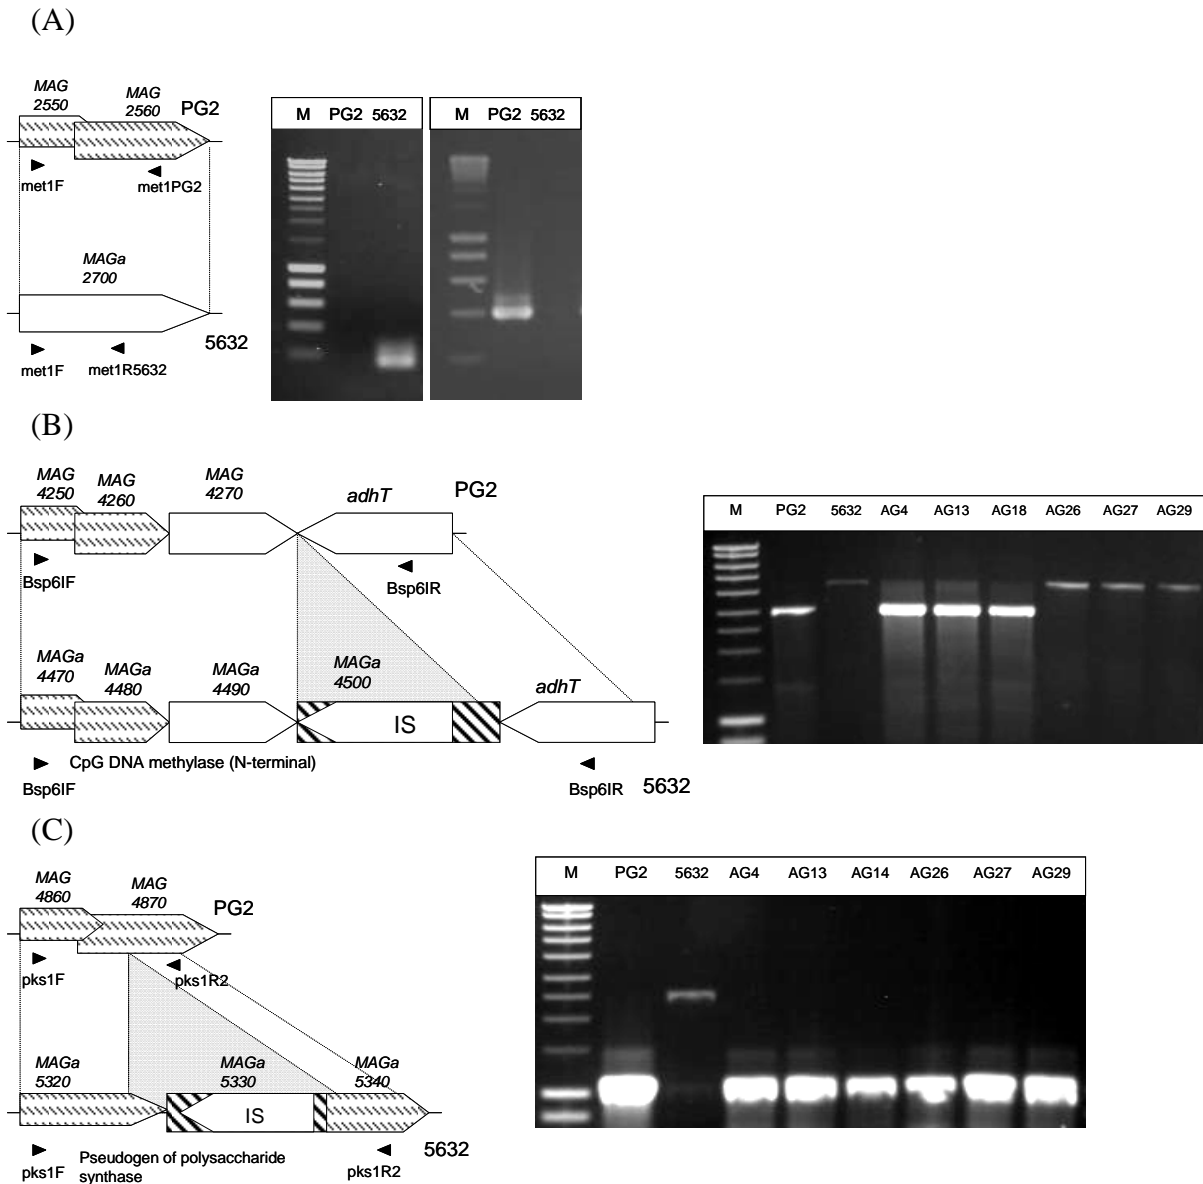 (A)
MAG
2550
MAG
2560
PG2
met1F
met1PG2
MAGa
2700
5632
met1F
met1R5632
M PG2 5632
M PG2 5632
(B)
MAG
4250
MAG
4260
MAG
4270
adhT
PG2
Bsp6IF
Bsp6IR
MAGa
4470
MAGa
4480
MAGa
4490
MAGa
4500
adhT
IS
CpG DNA methylase (N-terminal)
Bsp6IF
Bsp6IR
5632
M PG2 5632 AG4 AG13 AG18 AG26 AG27 AG29
(C)
MAG
4860
MAG
4870
PG2
pks1F
pks1R2
MAGa
5320
MAGa
5330
MAGa
5340
IS
5632
pks1F
Pseudogen of polysaccharide
synthase
pks1R2
M PG2 5632 AG4 AG13 AG14 AG26 AG27 AG29